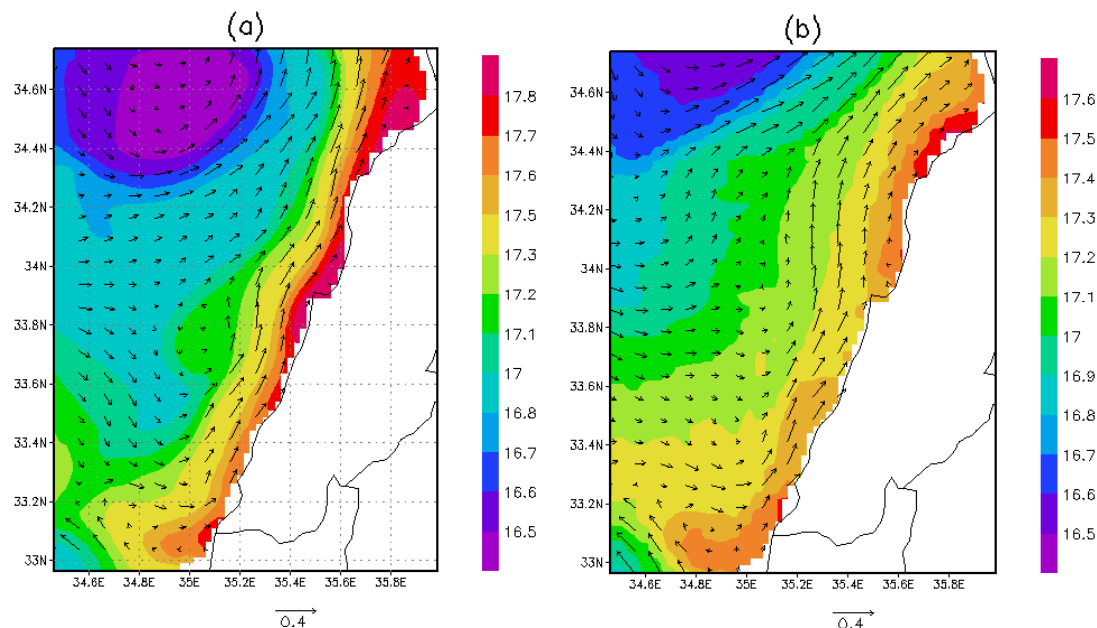 (a)
(b)
34.6N
34.4N
34.2N
34N
33.8N
33.6N
33.4N
33.2N
33N
34.6E 34.8E 35E 35.2E 35.4E 35.6E 35.8E
0.4
17.8
17.7
17.6
17.5
17.3
17.2
17.1
17
16.8
16.7
16.6
16.5
34.6N
34.4N
34.2N
34N
33.8N
33.6N
33.4N
33.2N
33N
34.6E 34.8E 35E 35.2E 35.4E 35.6E 35.8E
0.4
17.6
17.5
17.4
17.3
17.2
17.1
17
16.9
16.8
16.7
16.6
16.5